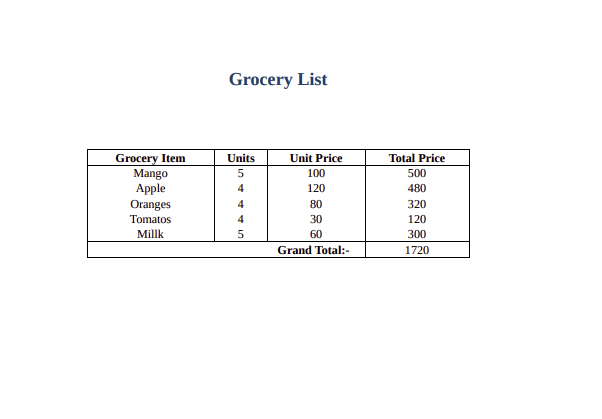 Grocery List
Grocery Item Units Unit Price Total Price
Mango 5 100 500
Apple 4 120 480
Oranges 4 80 320
Tomatos 4 30 120
Millk 5 60 300
Grand Total:- 1720